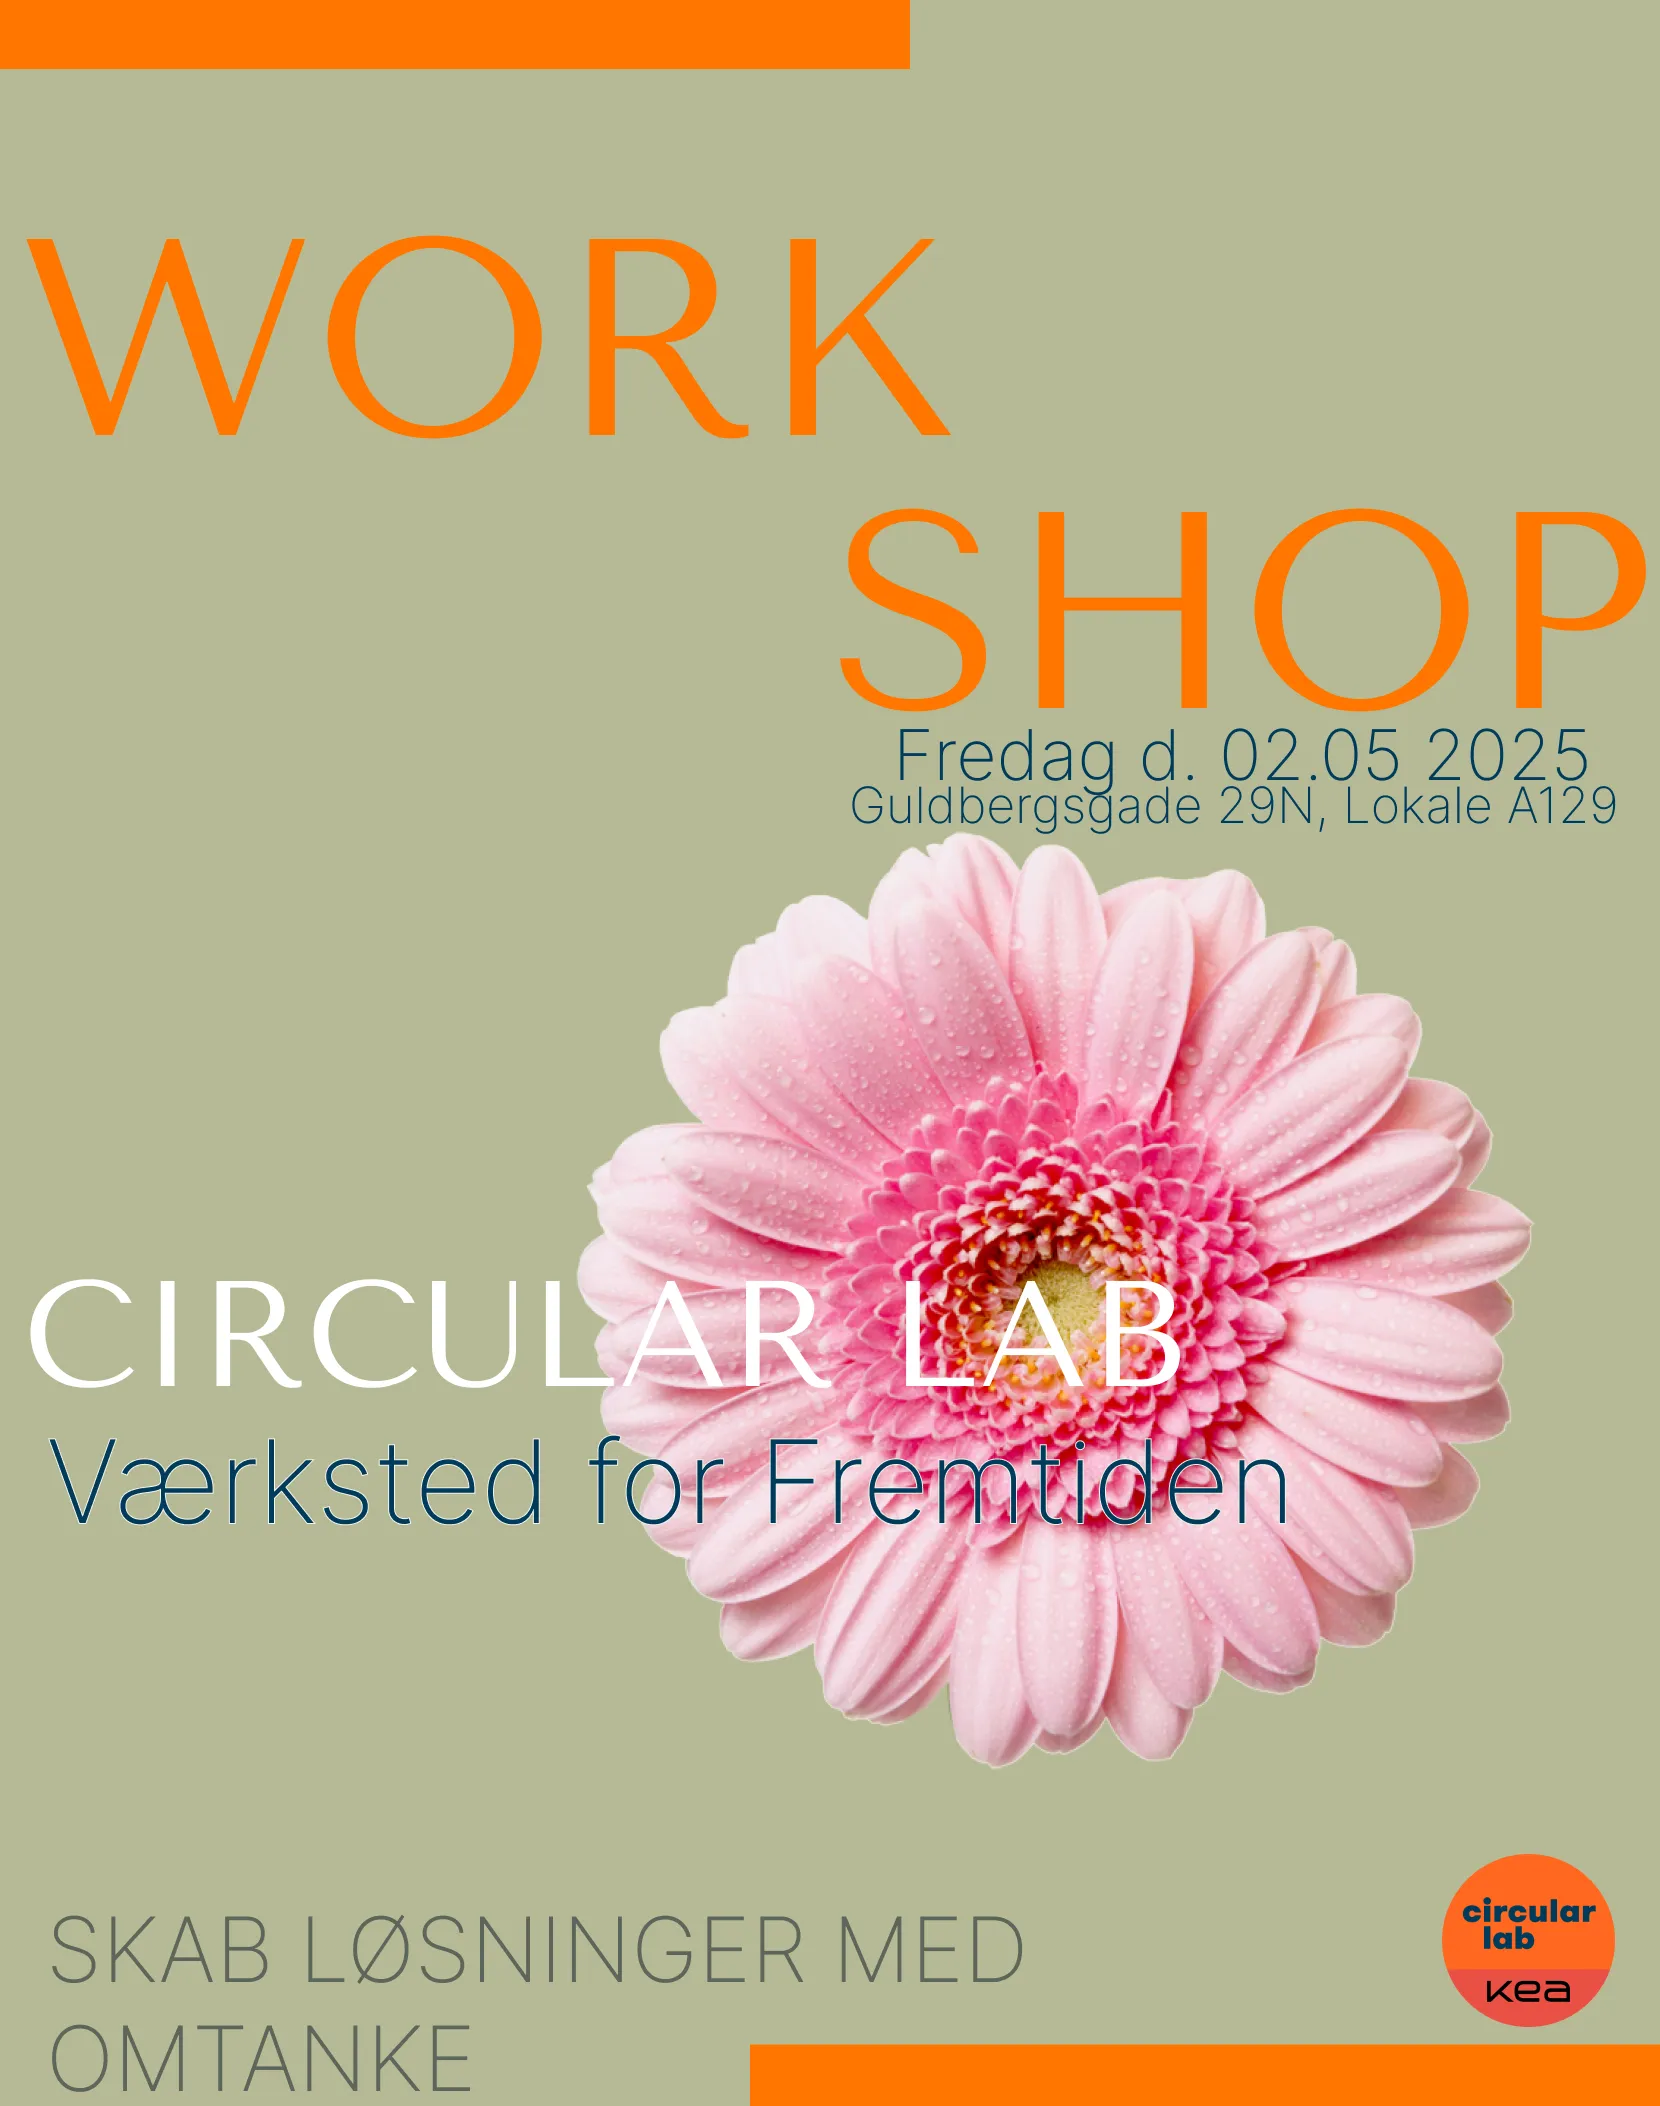 WORK
SHOP
Fredag d. 02.05 2025
Guldbergsgade 29N, Lokale A129
CIRCULAR LAB
Værksted for Fremtiden
SKAB LØSNINGER MED
OMTANKE
circular
lab
kea